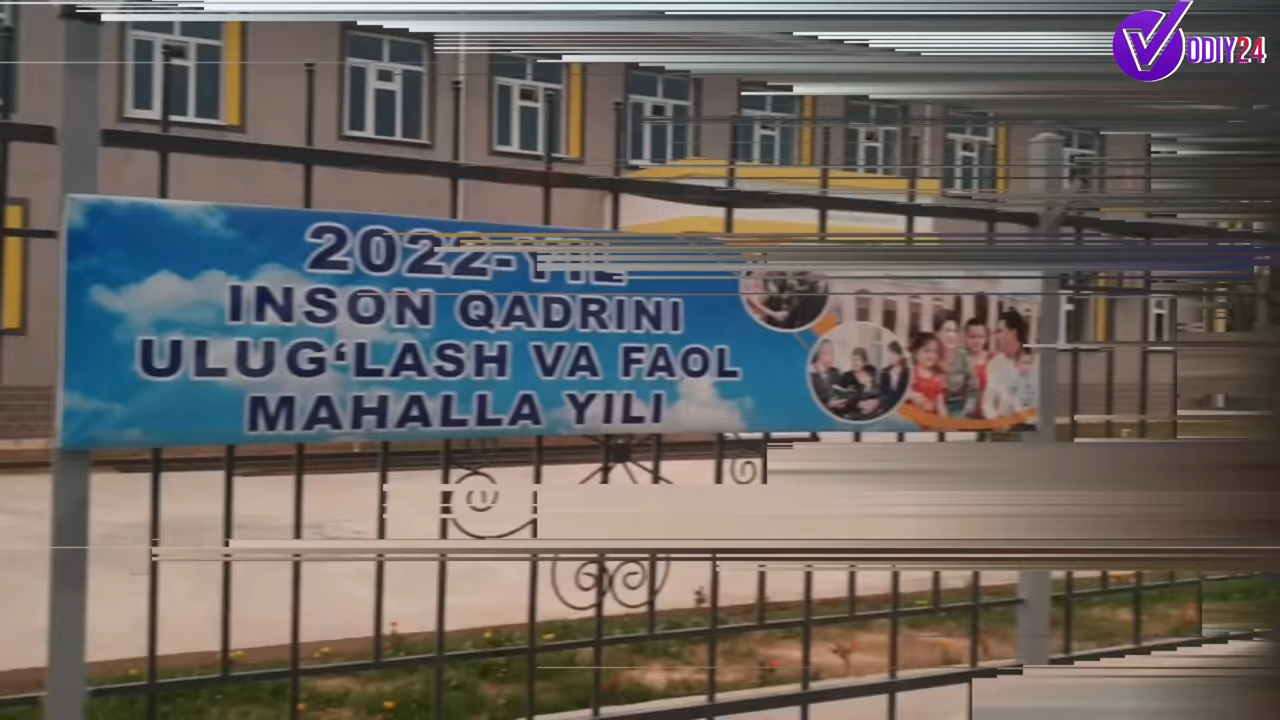 VODIY24
2022-YIL
INSON QADRINI
ULUG‘LASH VA FAOL
MAHALLA YILI